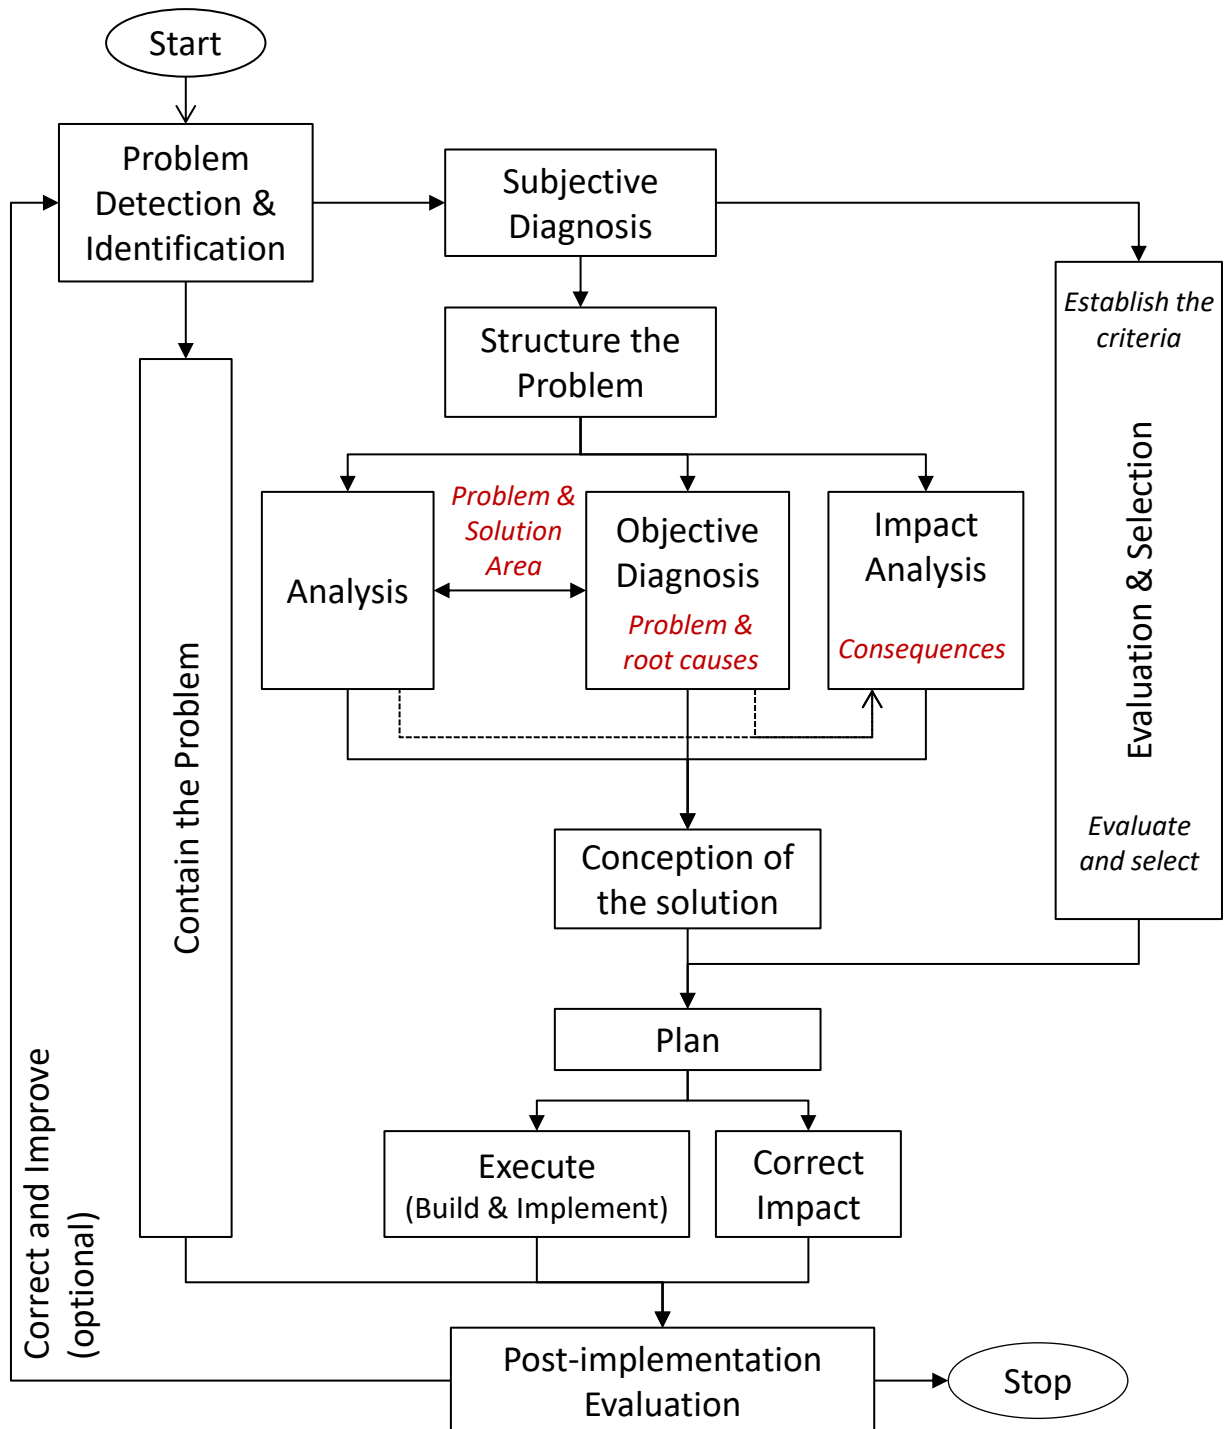 Start
Problem
Detection &
Identification
Subjective
Diagnosis
Structure the
Problem
Establish the
criteria
Evaluation & Selection
Evaluate
and select
Contain the Problem
Analysis
Problem &
Solution
Area
Objective
Diagnosis
Problem &
root causes
Impact
Analysis
Consequences
Conception of
the solution
Plan
Execute
(Build & Implement)
Correct
Impact
Correct and Improve
(optional)
Post-implementation
Evaluation
Stop